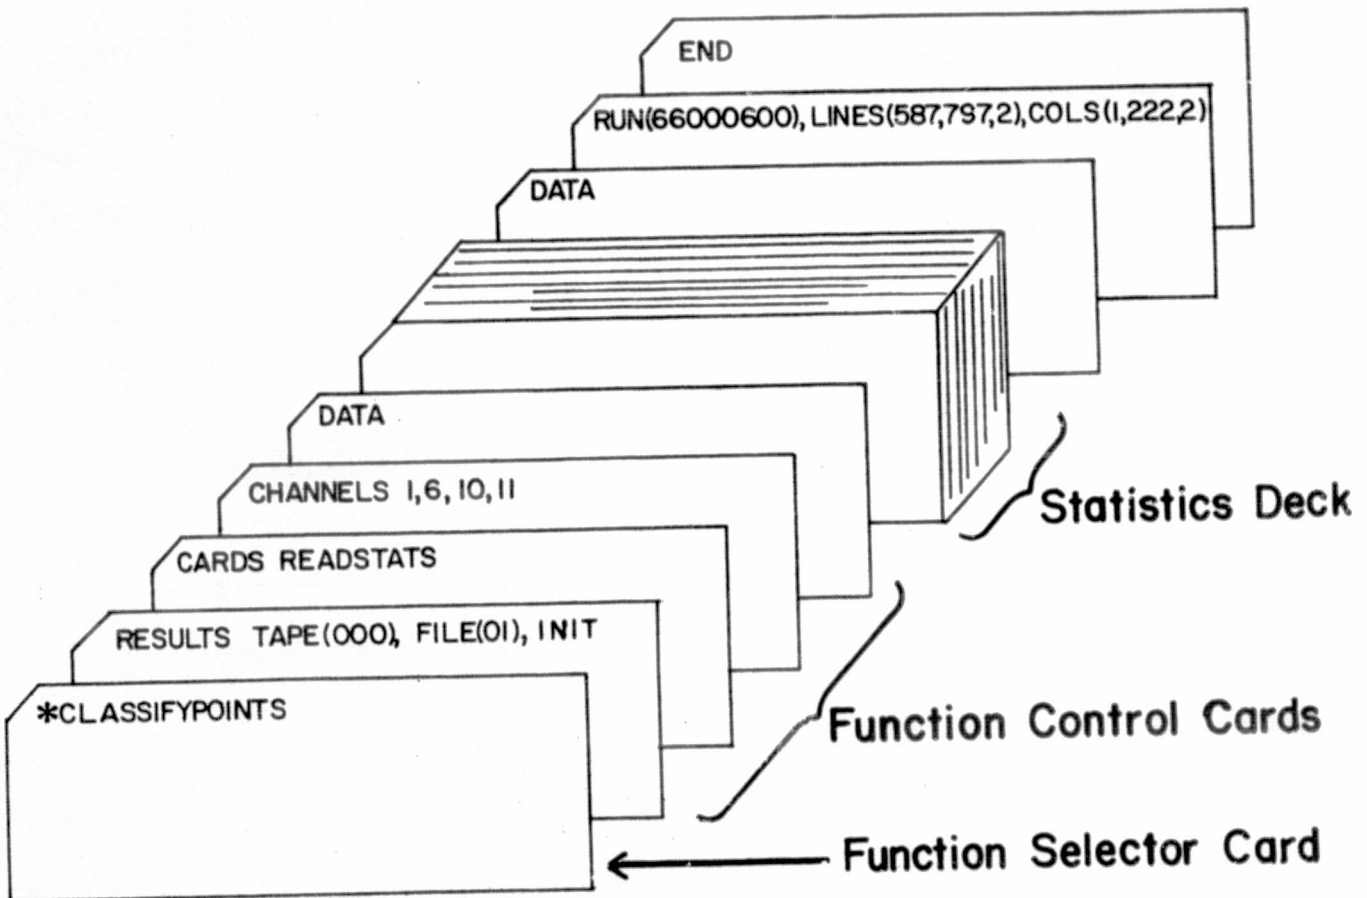 END
RUN(66000600), LINES(587,797,2),COLS(1,222,2)
DATA
DATA
CHANNELS 1,6,10,11
CARDS READSTATS
RESULTS TAPE(000), FILE(01), INIT
*CLASSIFYPOINTS
Statistics Deck
Function Control Cards
Function Selector Card